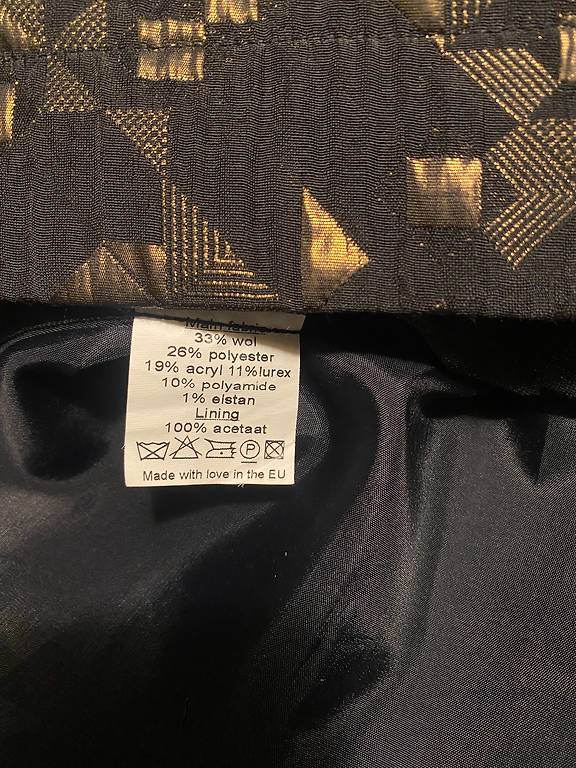 Main fabric
33% wol
26% polyester
19% acryl 11%lurex
10% polyamide
1% elstan
Lining
100% acetaat
P
Made with love in the EU